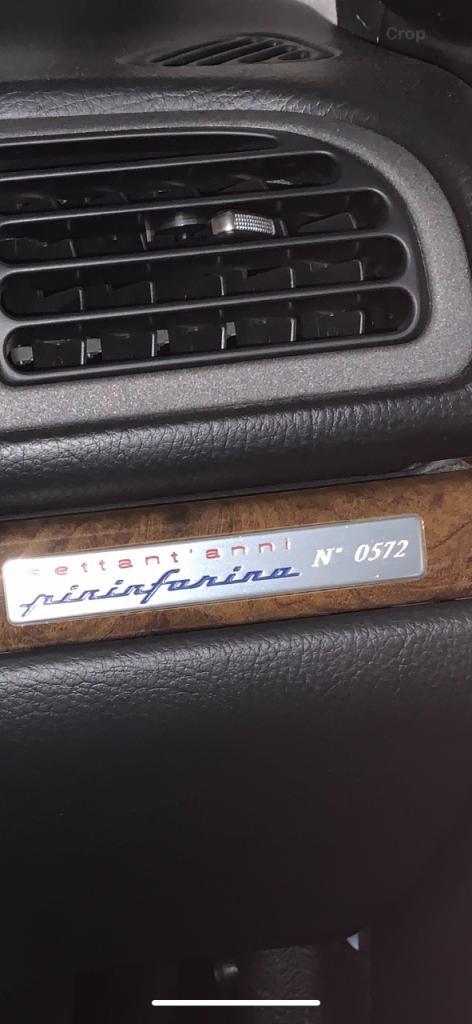 Crop
settant'anni
pininfarina
N° 0572